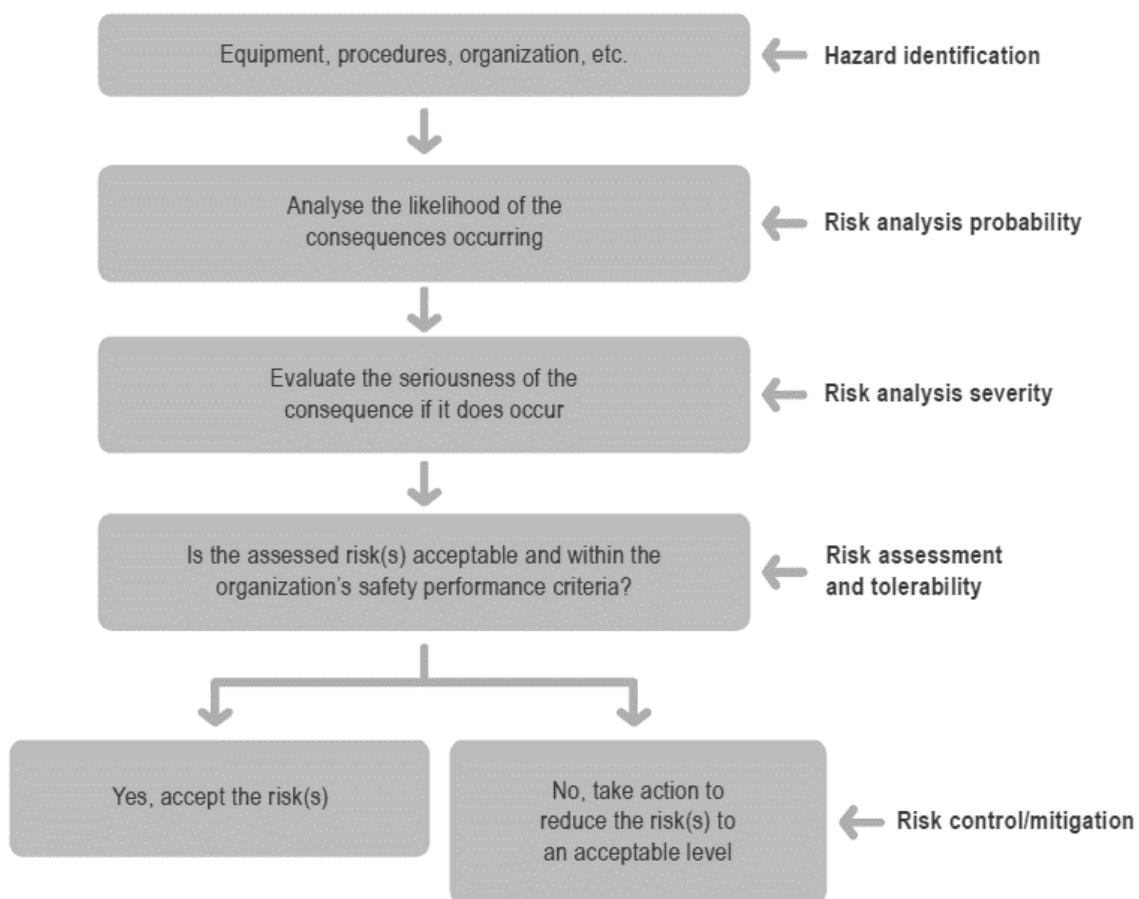 Equipment, procedures, organization, etc.
Hazard identification
Analyse the likelihood of the
consequences occurring
Risk analysis probability
Evaluate the seriousness of the
consequence if it does occur
Risk analysis severity
Is the assessed risk(s) acceptable and within the
organization's safety performance criteria?
Risk assessment
and tolerability
Yes, accept the risk(s)
No, take action to
reduce the risk(s) to
an acceptable level
Risk control/mitigation